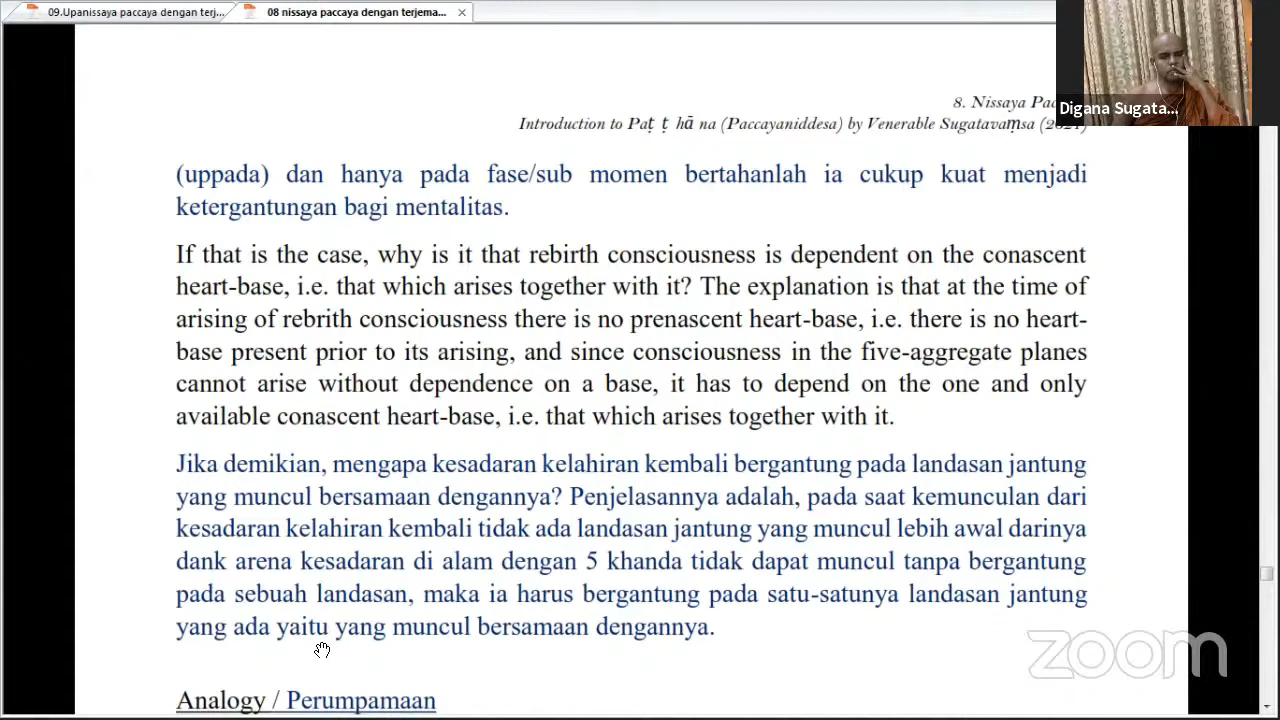 09.Upanissaya paccaya dengan terj...
08 nissaya paccaya dengan terjema...
Digana Sugata...
8. Nissaya Pac
Introduction to Paṭ ṭ hā na (Paccayaniddesa) by Venerable Sugatavaṃsa
(uppada) dan hanya pada fase/sub momen bertahanlah ia cukup kuat menjadi
ketergantungan bagi mentalitas.
If that is the case, why is it that rebirth consciousness is dependent on the conascent
heart-base, i.e. that which arises together with it? The explanation is that at the time of
arising of rebrith consciousness there is no prenascent heart-base, i.e. there is no heart-
base present prior to its arising, and since consciousness in the five-aggregate planes
cannot arise without dependence on a base, it has to depend on the one and only
available conascent heart-base, i.e. that which arises together with it.
Jika demikian, mengapa kesadaran kelahiran kembali bergantung pada landasan jantung
yang muncul bersamaan dengannya? Penjelasannya adalah, pada saat kemunculan dari
kesadaran kelahiran kembali tidak ada landasan jantung yang muncul lebih awal darinya
dank arena kesadaran di alam dengan 5 khanda tidak dapat muncul tanpa bergantung
pada sebuah landasan, maka ia harus bergantung pada satu-satunya landasan jantung
yang ada yaitu yang muncul bersamaan dengannya.
zoom
Analogy / Perumpamaan